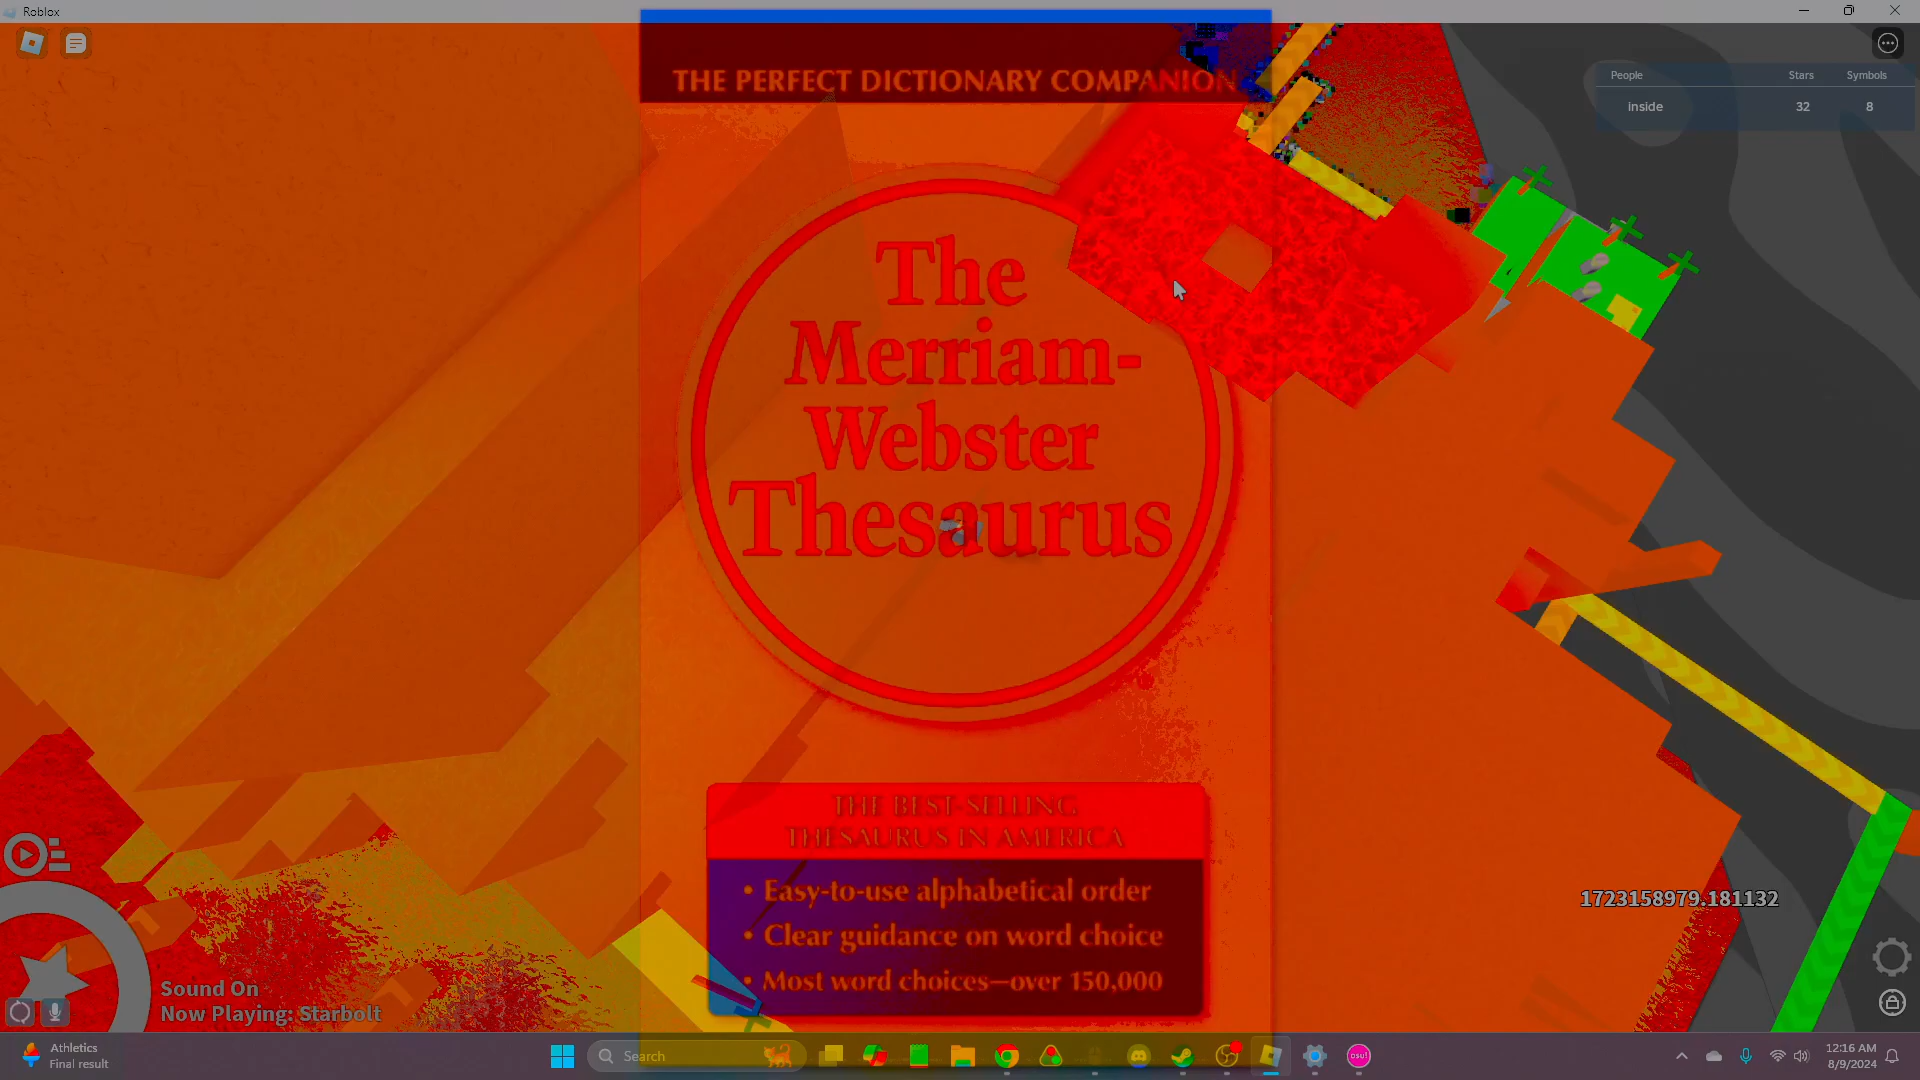 Roblox
THE PERFECT DICTIONARY COMPANION
People Stars Symbols
inside 32 8
The
Merriam-
Webster
Thesaurus
THE BEST-SELLING
THESAURUS IN AMERICA
• Easy-to-use alphabetical order
• Clear guidance on word choice
• Most word choices—over 150,000
1723158979.181132
Sound On
Now Playing: Starbolt
Athletics
Final result
Search
osu!
12:16 AM
8/9/2024